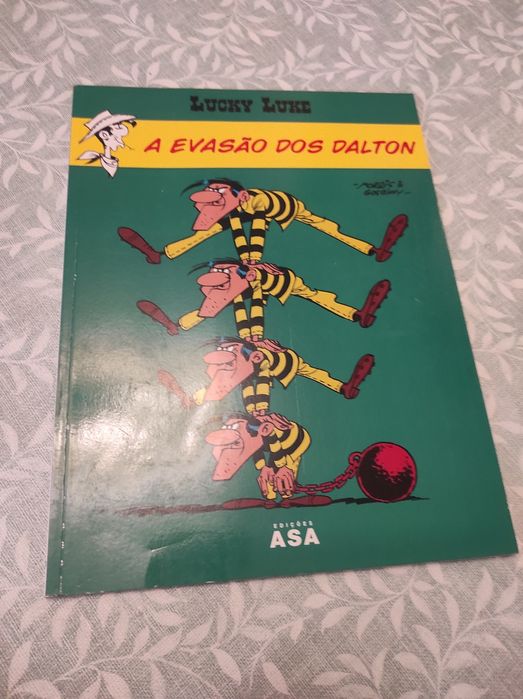 LUCKY LUKE
A EVASÃO DOS DALTON
MORRIS &
GOSCINNY
EDIÇÕES
ASA